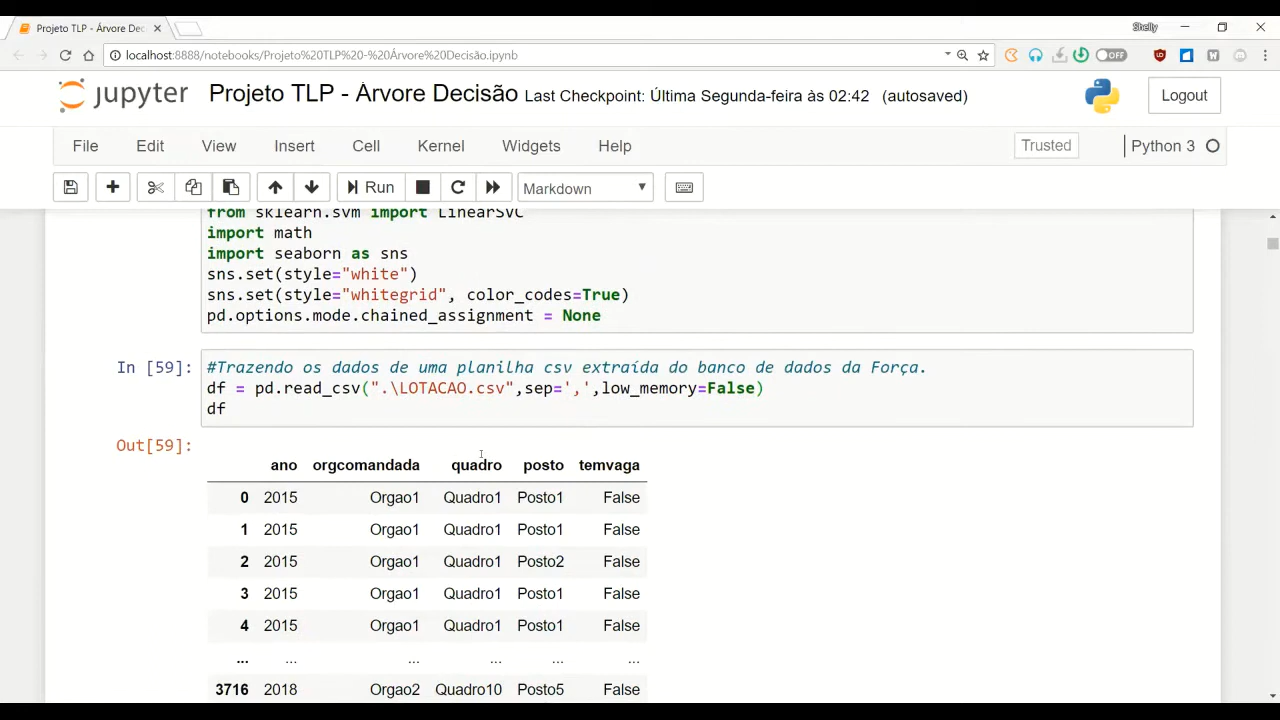 Projeto TLP - Árvore Dec
Shelly
localhost:8888/notebooks/Projeto%20TLP%20-%20Árvore%20Decisão.ipynb
OFF
jupyter Projeto TLP - Árvore Decisão Last Checkpoint: Última Segunda-feira às 02:42 (autosaved)
Logout
File Edit View Insert Cell Kernel Widgets Help Trusted Python 3
Run Markdown
from sklearn.svm import LinearSVC
import math
import seaborn as sns
sns.set(style="white")
sns.set(style="whitegrid", color_codes=True)
pd.options.mode.chained_assignment = None
In [59]: #Trazendo os dados de uma planilha csv extraída do banco de dados da Força.
df = pd.read_csv(".\LOTACAO.csv",sep=',',low_memory=False)
df
Out[59]:
ano orgcomandada quadro posto temvaga
0 2015 Orgao1 Quadro1 Posto1 False
1 2015 Orgao1 Quadro1 Posto1 False
2 2015 Orgao1 Quadro1 Posto2 False
3 2015 Orgao1 Quadro1 Posto1 False
4 2015 Orgao1 Quadro1 Posto1 False
... ... ... ... ... ...
3716 2018 Orgao2 Quadro10 Posto5 False